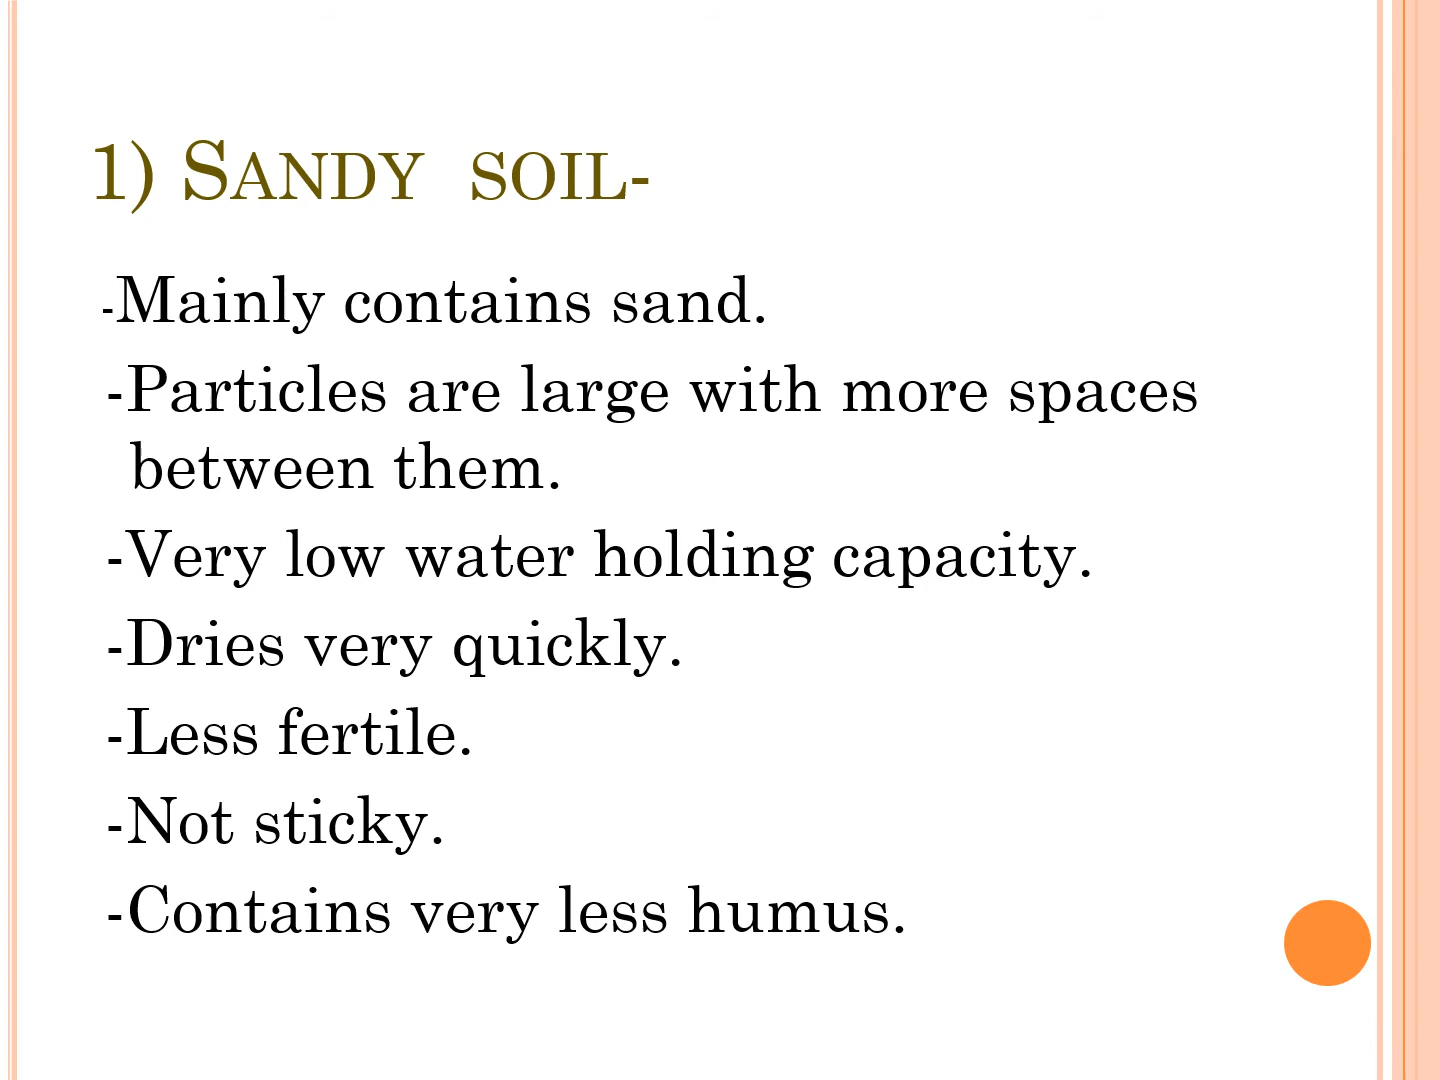 1) Sandy  soil-
-Mainly contains sand.
-Particles are large with more spaces
between them.
-Very low water holding capacity.
-Dries very quickly.
-Less fertile.
-Not sticky.
-Contains very less humus.